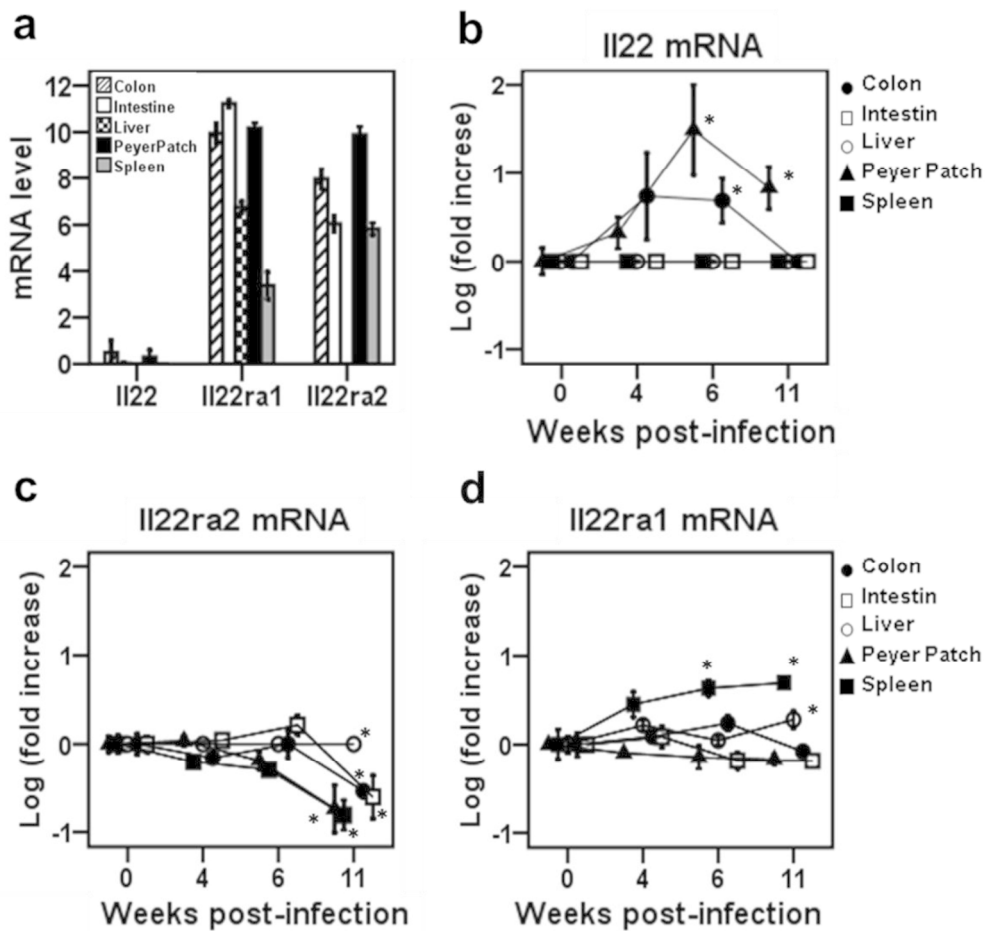 a
mRNA level
12
10
8
6
4
2
0
Colon
Intestine
Liver
PeyerPatch
Spleen
Il22
Il22ra1
Il22ra2
b
Il22 mRNA
Log (fold increse)
2
1
0
-1
*
*
*
0
4
6
11
Weeks post-infection
Colon
Intestin
Liver
Peyer Patch
Spleen
c
Il22ra2 mRNA
Log (fold increase)
2
1
0
-1
*
*
*
*
*
0
4
6
11
Weeks post-infection
d
Il22ra1 mRNA
Log (fold increase)
2
1
0
-1
*
*
*
0
4
6
11
Weeks post-infection
Colon
Intestin
Liver
Peyer Patch
Spleen